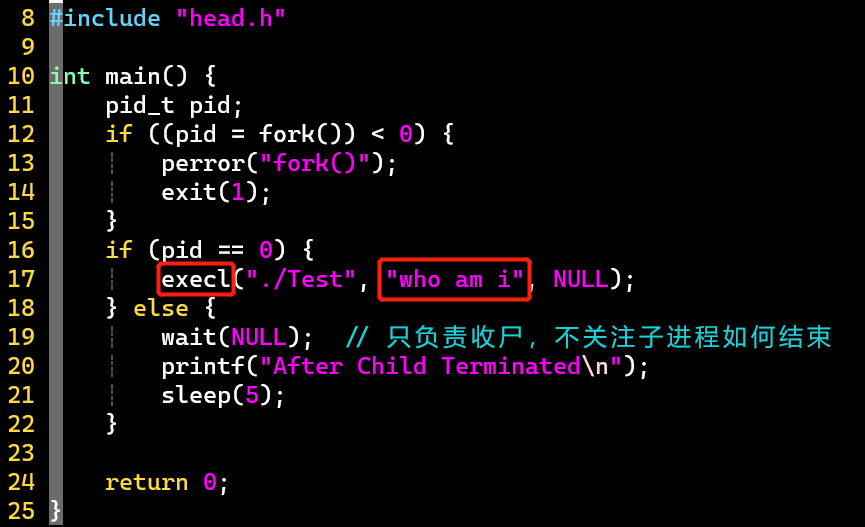 8 #include "head.h"
9
10 int main() {
11     pid_t pid;
12     if ((pid = fork()) < 0) {
13         perror("fork()");
14         exit(1);
15     }
16     if (pid == 0) {
17         execl("./Test", "who am i", NULL);
18     } else {
19         wait(NULL);  // 只负责收尸，不关注子进程如何结束
20         printf("After Child Terminated\n");
21         sleep(5);
22     }
23
24     return 0;
25 }